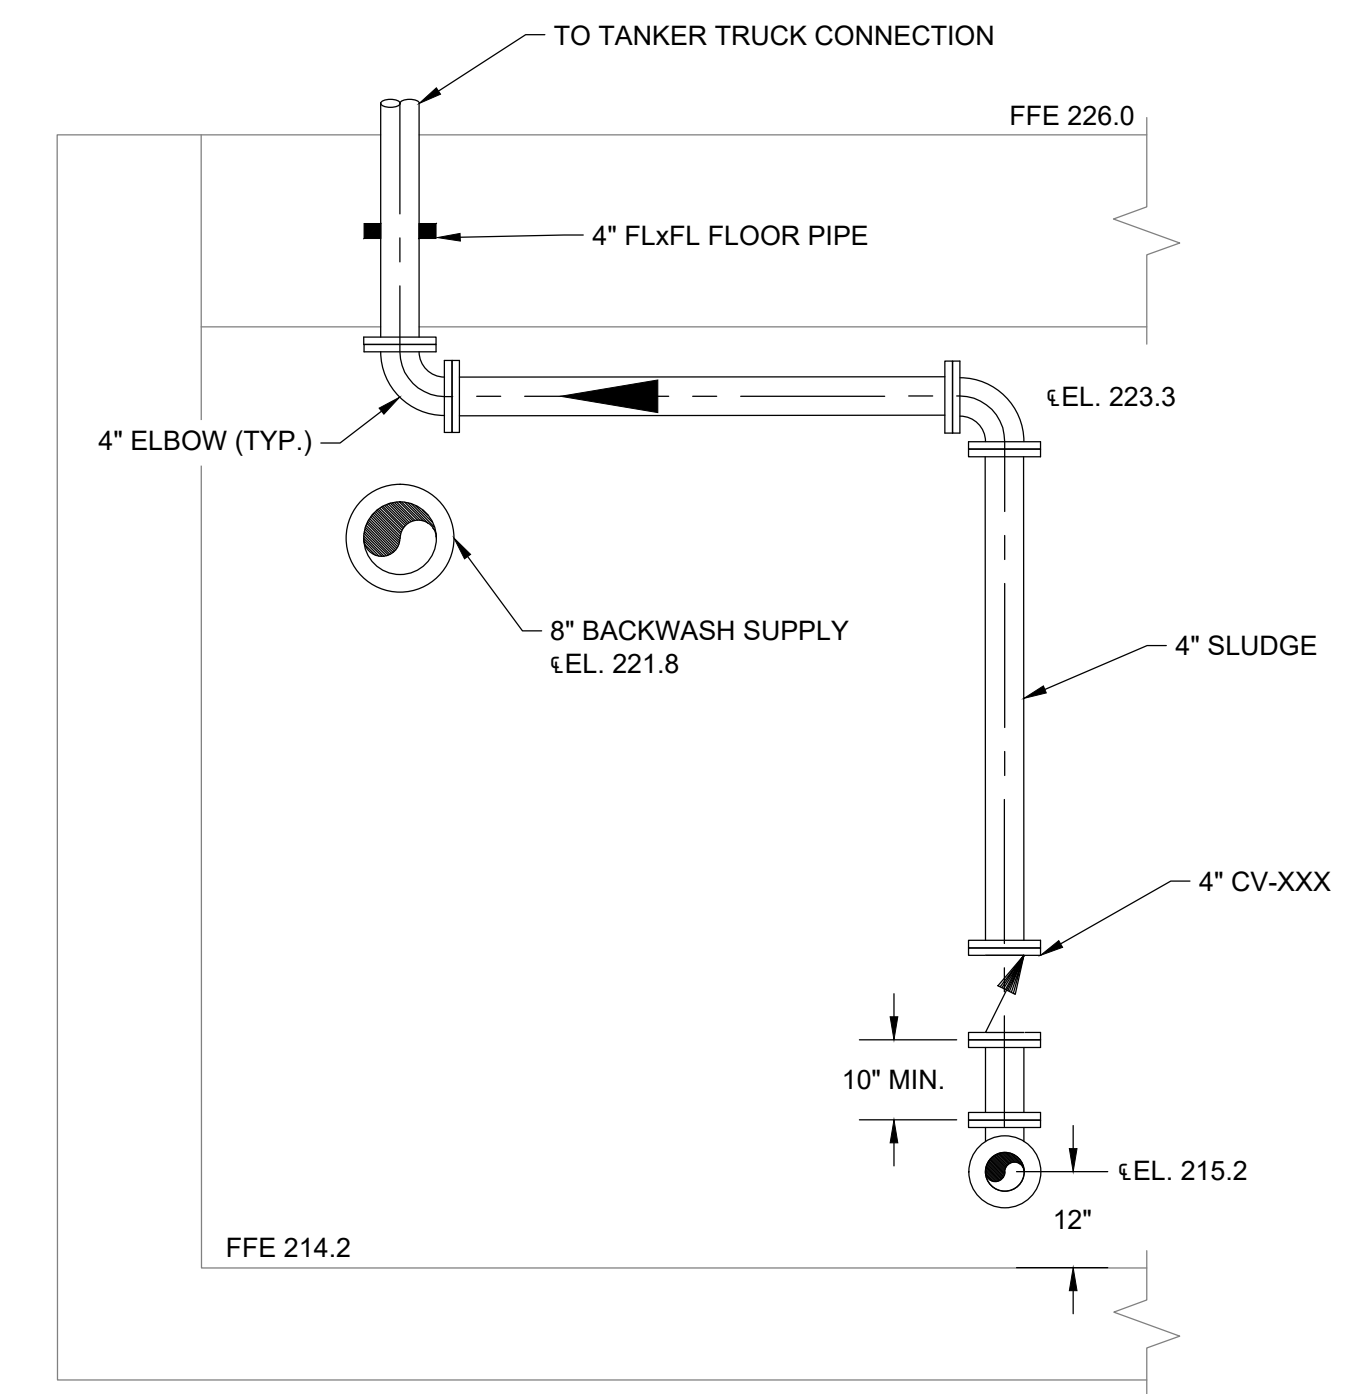 TO TANKER TRUCK CONNECTION
FFE 226.0
4" FLxFL FLOOR PIPE
℄EL. 223.3
4" ELBOW (TYP.)
8" BACKWASH SUPPLY
℄EL. 221.8
4" SLUDGE
4" CV-XXX
10" MIN.
℄EL. 215.2
12"
FFE 214.2